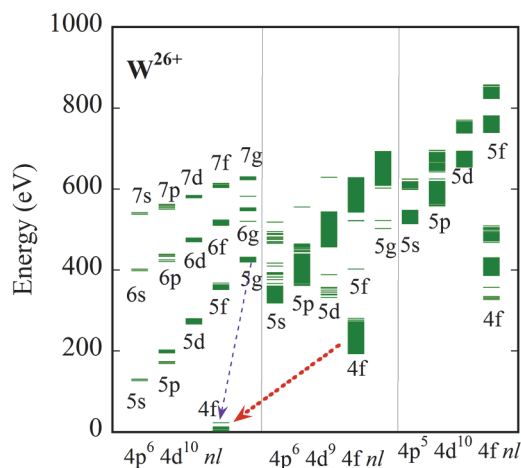 1000
W26+
800
600
400
200
0
Energy (eV)
7s 7p 7d 7f 7g
6s 6p 6d 6f 6g
5s 5p 5d 5f 5g
4f
5s 5p 5d 5f 5g
4f
5s 5p 5d 5f
4f
4p6 4d10 nl 4p6 4d9 4f nl 4p5 4d10 4f nl